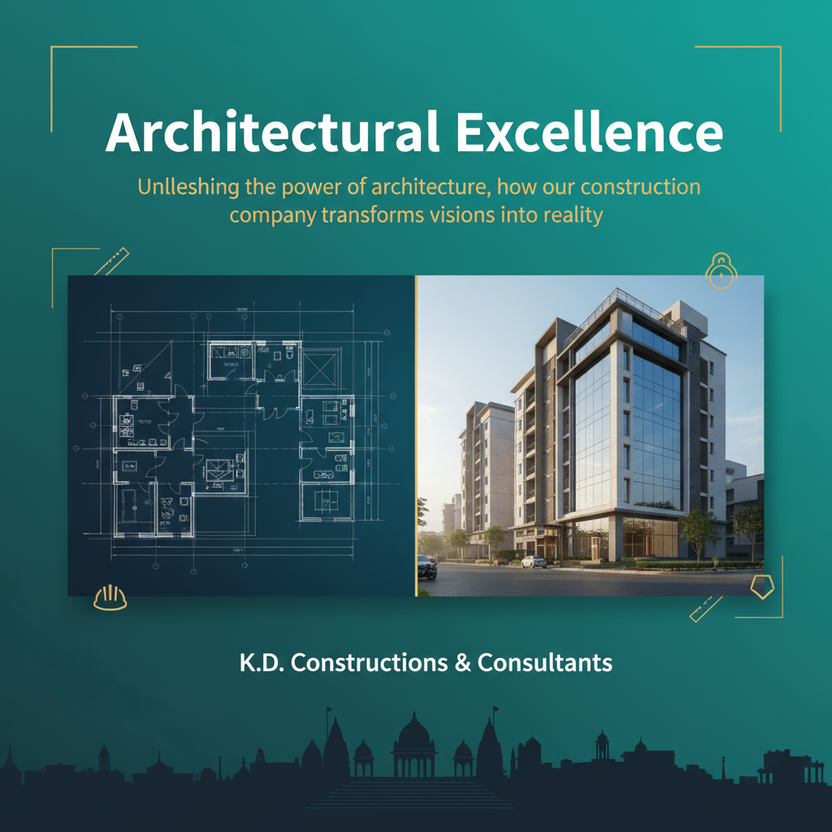 Architectural Excellence
Unlleshing the power of architecture, how our construction
company transforms visions into reality
K.D. Constructions & Consultants